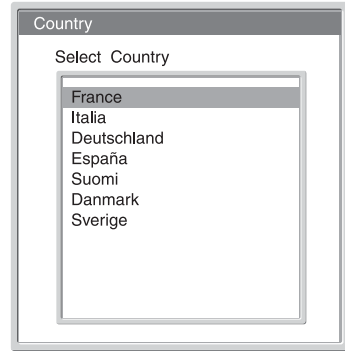 Country
Select Country
France
Italia
Deutschland
España
Suomi
Danmark
Sverige